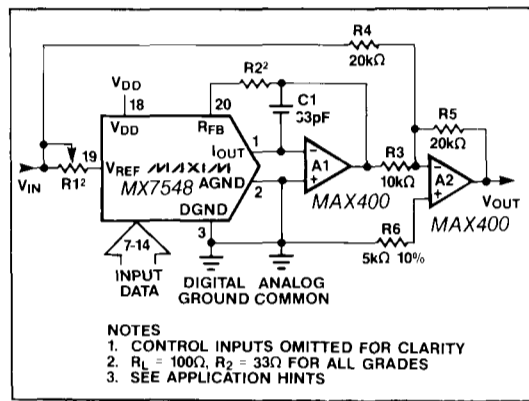 R4
20kΩ
VDD
18
VDD
R2²
20
RFB
C1
33pF
R5
20kΩ
VIN
R1²
19
VREF
MAXIM
MX7548
IOUT
1
AGND
2
DGND
3
A1
MAX400
R3
10kΩ
A2
VOUT
MAX400
R6
5kΩ 10%
7-14
INPUT
DATA
DIGITAL ANALOG
GROUND COMMON
NOTES
1. CONTROL INPUTS OMITTED FOR CLARITY
2. RL = 100Ω, R2 = 33Ω FOR ALL GRADES
3. SEE APPLICATION HINTS